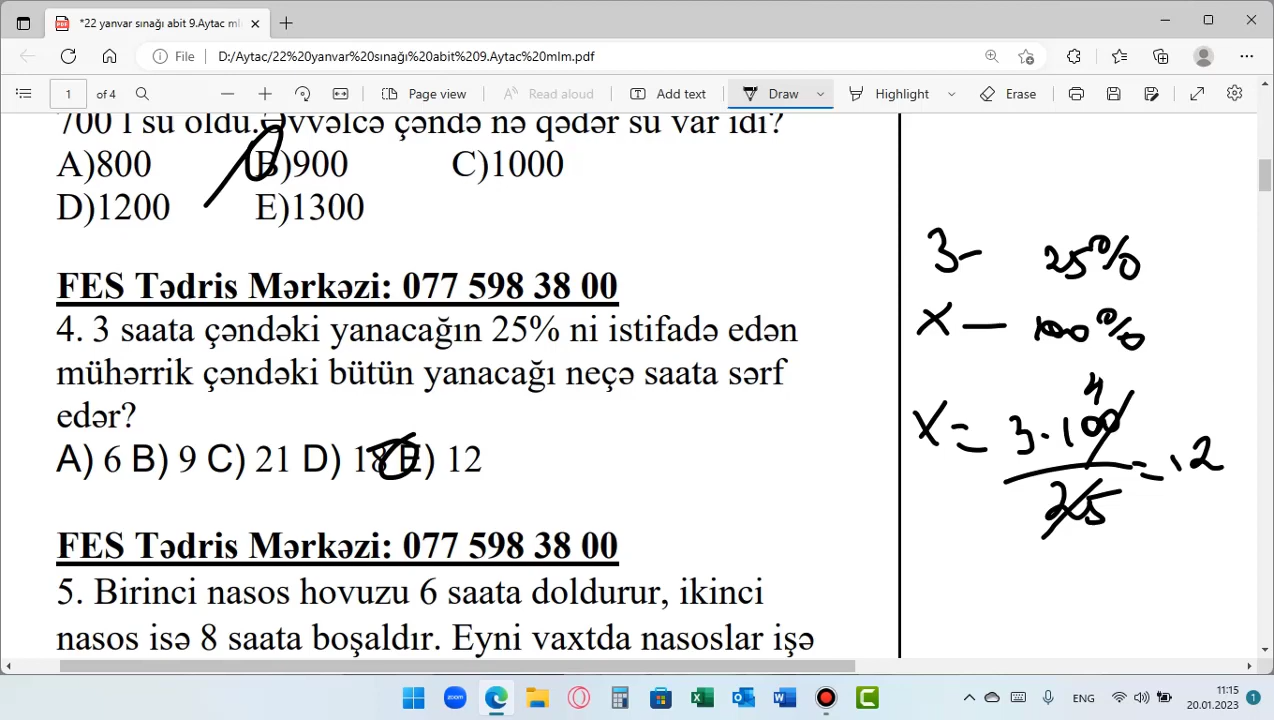 *22 yanvar sınağı abit 9.Aytac ml
File D:/Aytac/22%20yanvar%20sınağı%20abit%209.Aytac%20mlm.pdf
1 of 4 Page view Read aloud Add text Draw Highlight Erase
700 l su oldu.Əvvəlcə çəndə nə qədər su var idi?
A)800 B)900 C)1000
D)1200 E)1300
FES Tədris Mərkəzi: 077 598 38 00
4. 3 saata çəndəki yanacağın 25% ni istifadə edən
mühərrik çəndəki bütün yanacağı neçə saata sərf
edər?
A) 6 B) 9 C) 21 D) 18 E) 12
FES Tədris Mərkəzi: 077 598 38 00
5. Birinci nasos hovuzu 6 saata doldurur, ikinci
nasos isə 8 saata boşaldır. Eyni vaxtda nasoslar işə
3- 25%
X — 100%
4
X = 3·100
25
= 12
zoom
ENG
11:15
20.01.2023
1